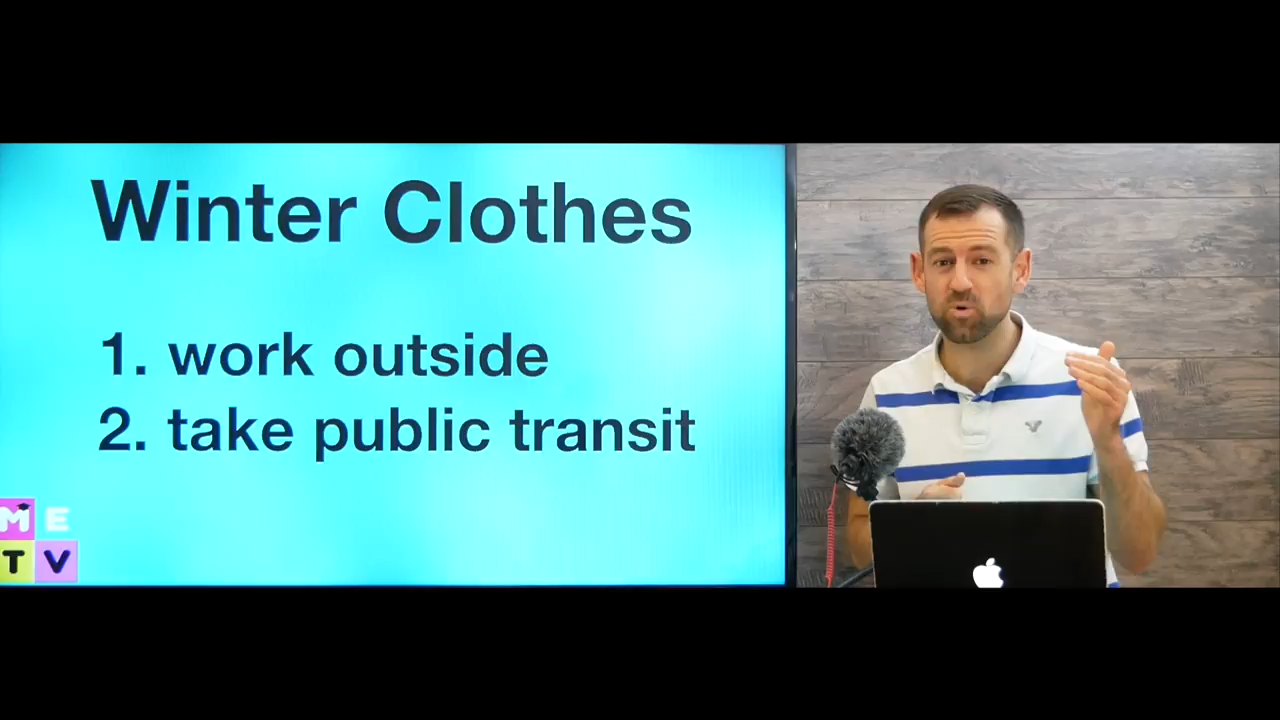 Winter Clothes
1. work outside
2. take public transit
M E
T V